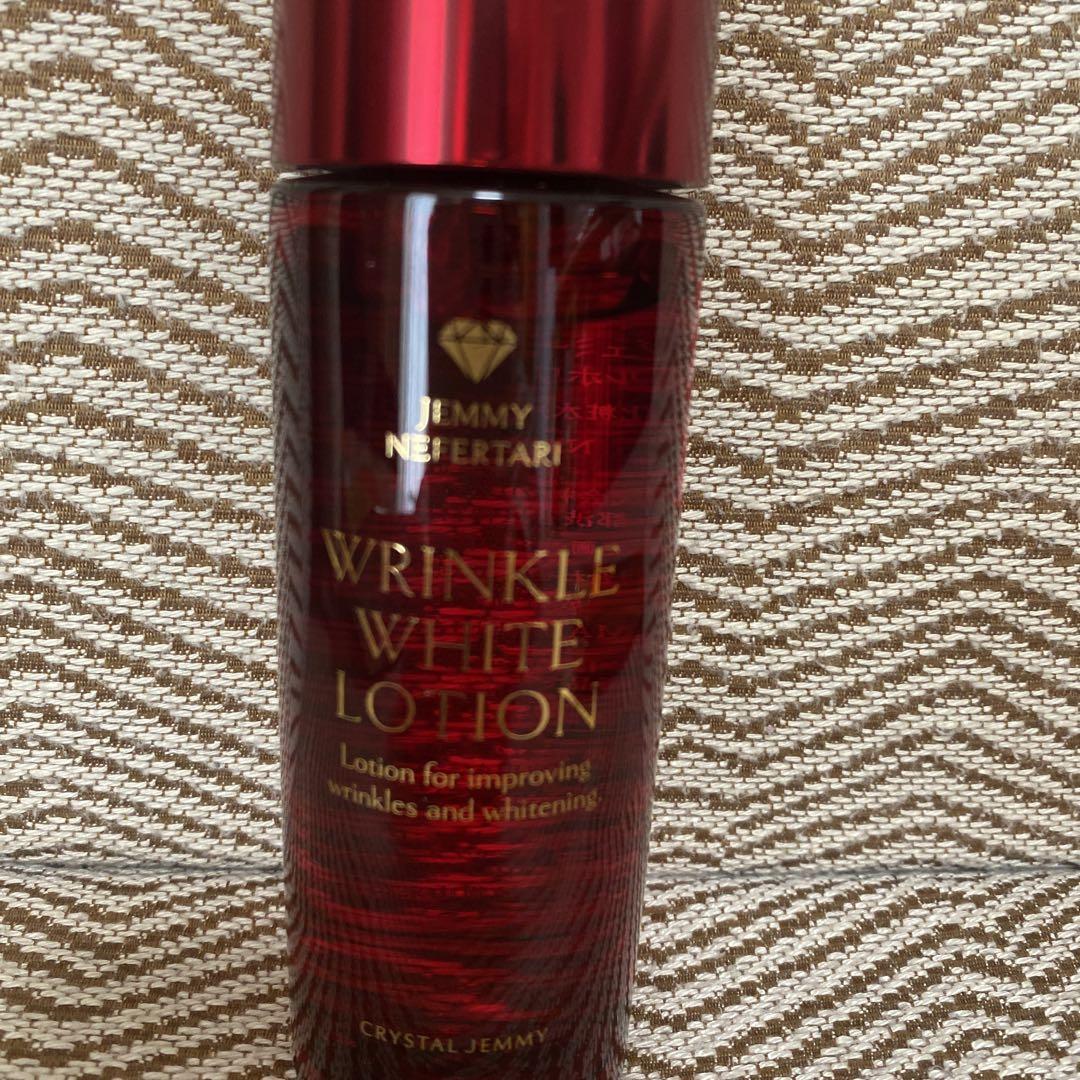 JEMMY
NEFERTARI
WRINKLE
WHITE
LOTION
Lotion for improving
wrinkles and whitening.
CRYSTAL JEMMY